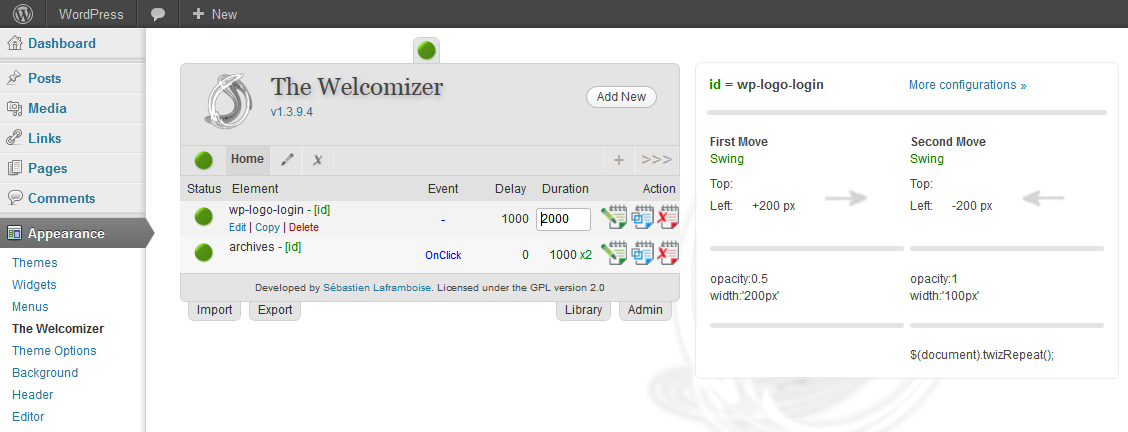 WordPress
+ New
Dashboard
Posts
Media
Links
Pages
Comments
Appearance
Themes
Widgets
Menus
The Welcomizer
Theme Options
Background
Header
Editor
The Welcomizer
v1.3.9.4
Add New
Home x + >>>
Status Element Event Delay Duration Action
wp-logo-login - [id] - 1000 2000
Edit | Copy | Delete
archives - [id] OnClick 0 1000 x2
Developed by Sébastien Laframboise. Licensed under the GPL version 2.0
Import Export Library Admin
id = wp-logo-login More configurations »
First Move Second Move
Swing Swing
Top: Top:
Left: +200 px Left: -200 px
opacity:0.5 opacity:1
width:'200px' width:'100px'
$(document).twizRepeat();